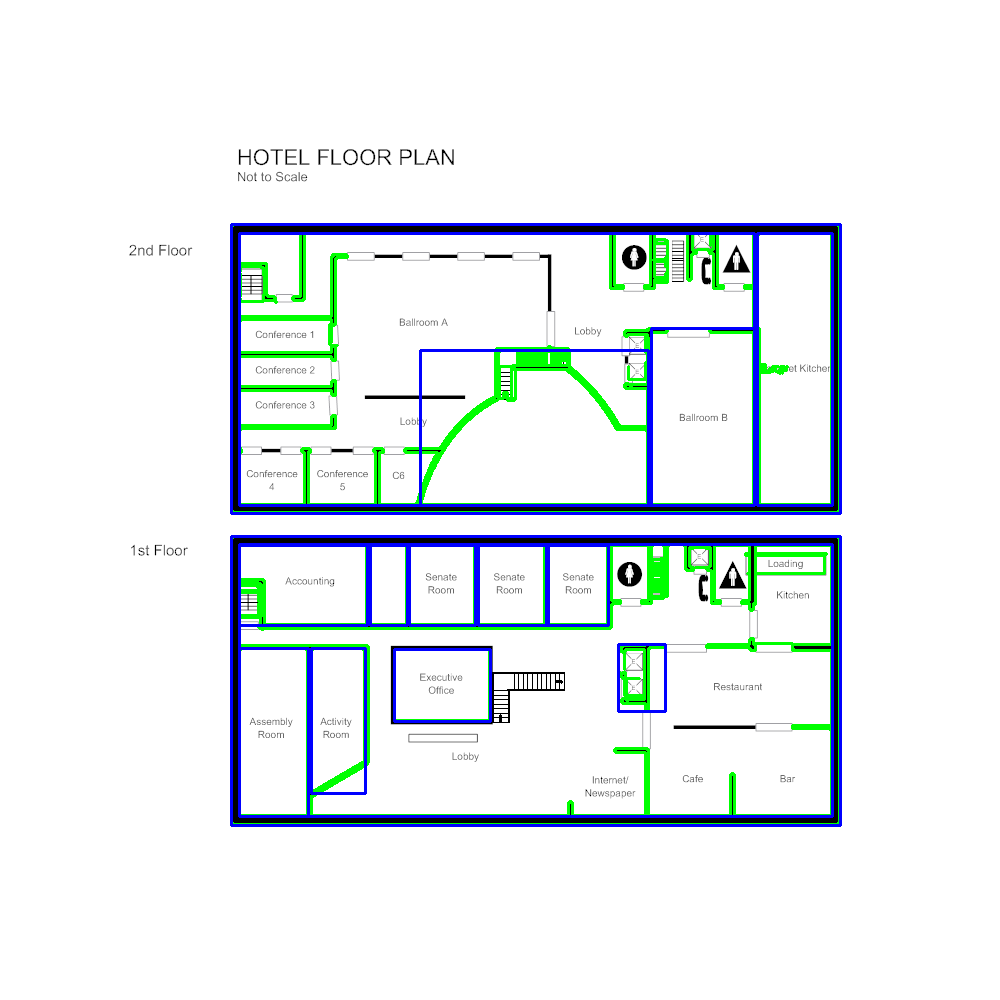 HOTEL FLOOR PLAN
Not to Scale
2nd Floor
Ballroom A
Lobby
Conference 1
Conference 2
Conference 3
Kitchen
Lobby
Ballroom B
Conference
4
Conference
5
C6
1st Floor
Accounting
Senate
Room
Senate
Room
Senate
Room
Loading
Kitchen
Executive
Office
Restaurant
Assembly
Room
Activity
Room
Lobby
Internet/
Newspaper
Cafe
Bar